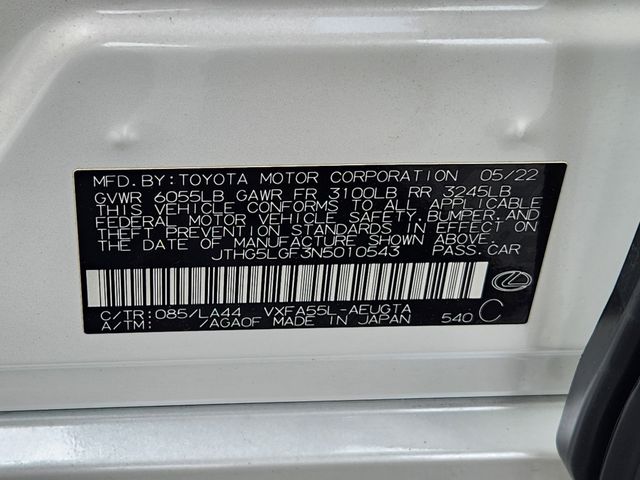 MFD.BY:TOYOTA MOTOR CORPORATION 05/22
GVWR 6055LB GAWR FR 3100LB RR 3245LB
THIS VEHICLE CONFORMS TO ALL APPLICABLE
FEDERAL MOTOR VEHICLE SAFETY,BUMPER,AND
THEFT PREVENTION STANDARDS IN EFFECT ON
THE DATE OF MANUFACTURE SHOWN ABOVE.
JTHG5LGF3N5010543 PASS.CAR
C/TR:085/LA44 VXFA55L-AEUGTA
A/TM: /AGA0F MADE IN JAPAN 540 C